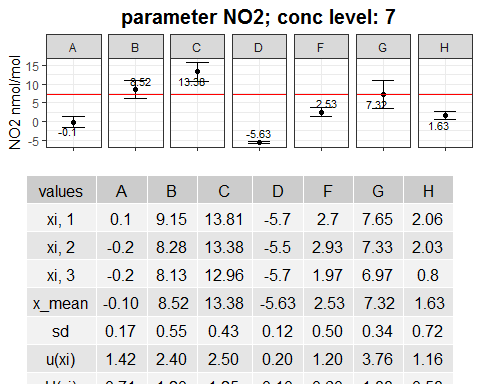 parameter NO2; conc level: 7
A B C D F G H
NO2 nmol/mol
15
10
5
0
-5
-0.1 8.52 13.38 -5.63 2.53 7.32 1.63
values A B C D F G H
xi, 1 0.1 9.15 13.81 -5.7 2.7 7.65 2.06
xi, 2 -0.2 8.28 13.38 -5.5 2.93 7.33 2.03
xi, 3 -0.2 8.13 12.96 -5.7 1.97 6.97 0.8
x_mean -0.10 8.52 13.38 -5.63 2.53 7.32 1.63
sd 0.17 0.55 0.43 0.12 0.50 0.34 0.72
u(xi) 1.42 2.40 2.50 0.20 1.20 3.76 1.16